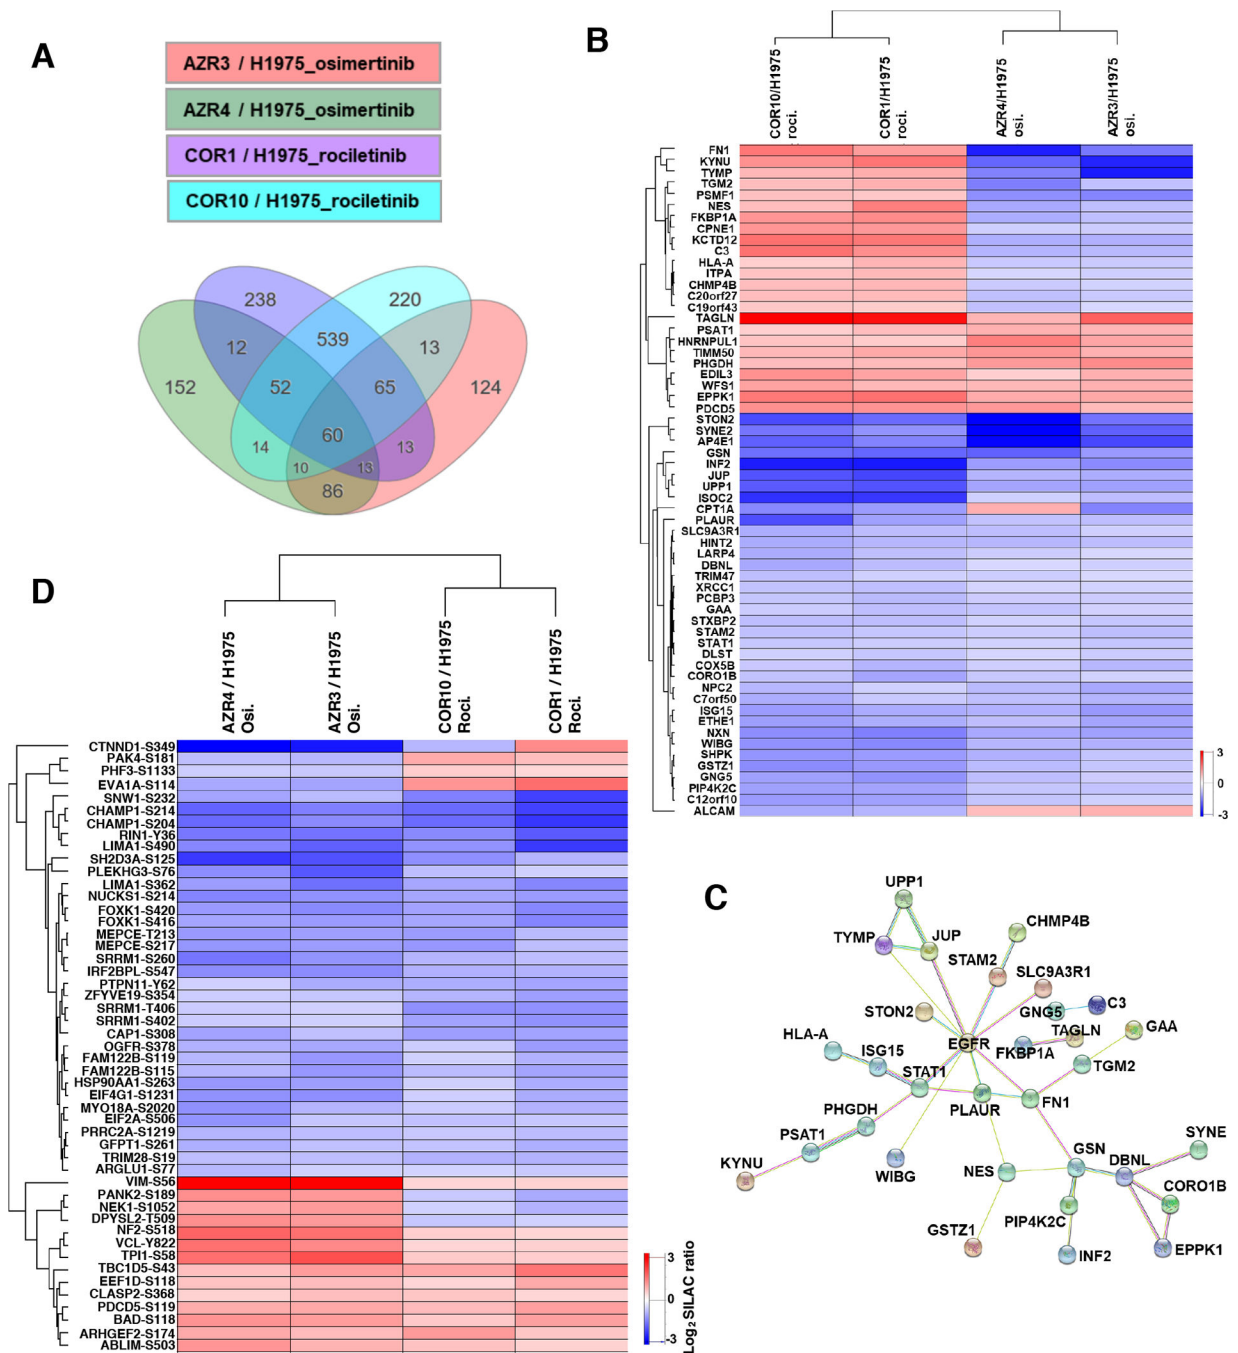 A
AZR3 / H1975_osimertinib
AZR4 / H1975_osimertinib
COR1 / H1975_rociletinib
COR10 / H1975_rociletinib
238
220
12
539
13
152
52
65
124
14
60
13
10
13
86
B
COR10/H1975
roci.
COR1/H1975
roci.
AZR4/H1975
osi.
AZR3/H1975
osi.
FN1
KYNU
TYMP
TGM2
PSMF1
NES
FKBP1A
CPNE1
KCTD12
C3
HLA-A
ITPA
CHMP4B
C20orf27
C19orf43
TAGLN
PSAT1
HNRNPUL1
TIMM50
PHGDH
EDIL3
WFS1
EPPK1
PDCD5
STON2
SYNE2
AP4E1
GSN
INF2
JUP
UPP1
ISOC2
CPT1A
PLAUR
SLC9A3R1
HINT2
LARP4
DBNL
TRIM47
XRCC1
PCBP3
GAA
STXBP2
STAM2
STAT1
DLST
COX5B
CORO1B
NPC2
C7orf50
ISG15
ETHE1
NXN
WIBG
SHPK
GSTZ1
GNG5
PIP4K2C
C12orf10
ALCAM
3
0
-3
C
UPP1
CHMP4B
TYMP
JUP
STAM2
SLC9A3R1
GNG5
C3
STON2
TAGLN
GAA
HLA-A
EGFR
FKBP1A
ISG15
TGM2
STAT1
PHGDH
PLAUR
FN1
PSAT1
SYNE
KYNU
WIBG
NES
GSN
DBNL
CORO1B
GSTZ1
PIP4K2C
INF2
EPPK1
D
AZR4 / H1975
Osi.
AZR3 / H1975
Osi.
COR10 / H1975
Roci.
COR1 / H1975
Roci.
CTNND1-S349
PAK4-S181
PHF3-S1133
EVA1A-S114
SNW1-S232
CHAMP1-S214
CHAMP1-S204
RIN1-Y36
LIMA1-S490
SH2D3A-S125
PLEKHG3-S76
LIMA1-S362
NUCKS1-S214
FOXK1-S420
FOXK1-S416
MEPCE-T213
MEPCE-S217
SRRM1-S260
IRF2BPL-S547
PTPN11-Y62
ZFYVE19-S354
SRRM1-T406
SRRM1-S402
CAP1-S308
OGFR-S378
FAM122B-S119
FAM122B-S115
HSP90AA1-S263
EIF4G1-S1231
MYO18A-S2020
EIF2A-S506
PRRC2A-S1219
GFPT1-S261
TRIM28-S19
ARGLU1-S77
VIM-S56
PANK2-S189
NEK1-S1052
DPYSL2-T509
NF2-S518
VCL-Y822
TPI1-S58
TBC1D5-S43
EEF1D-S118
CLASP2-S368
PDCD5-S119
BAD-S118
ARHGEF2-S174
ABLIM-S503
3
0
-3
Log2 SILAC ratio